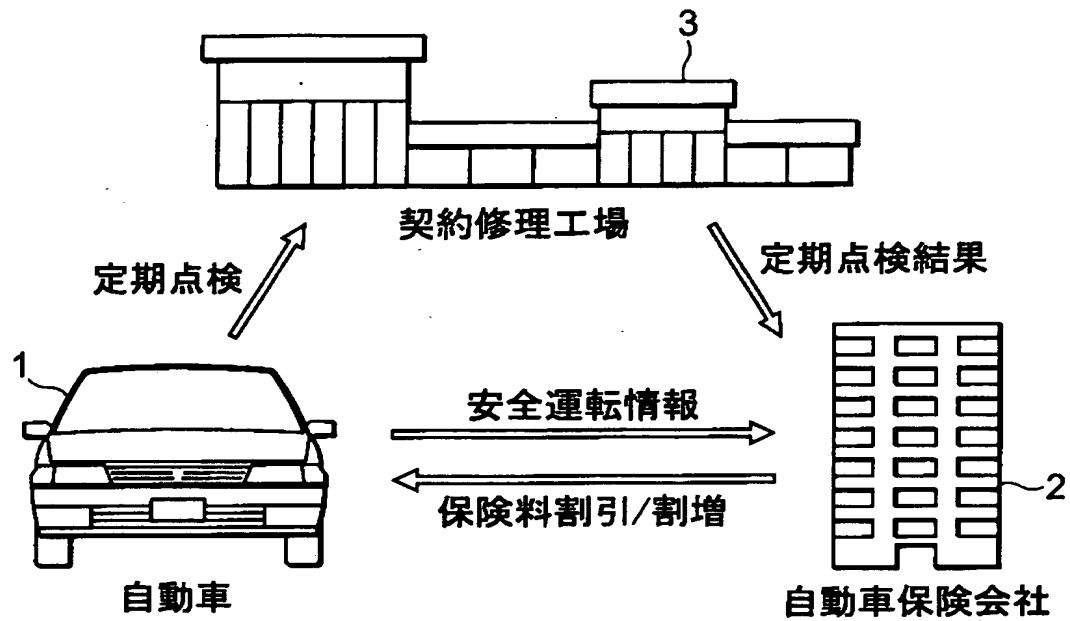 3
契約修理工場
定期点検
定期点検結果
1
安全運転情報
2
保険料割引/割増
自動車
自動車保険会社